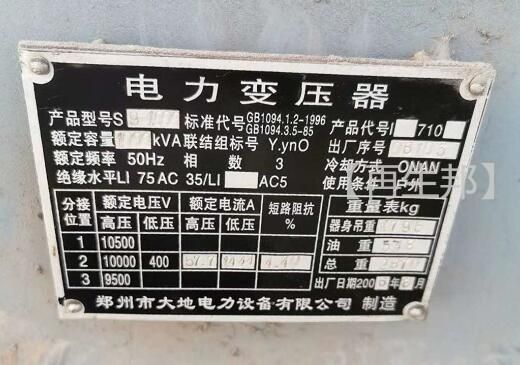 电力变压器
产品型号S9 标准代号GB1094.1.2-1996 GB1094.3.5-85 产品代号 710
额定容量 kVA 联结组标号 Y.yn0 出厂序号
额定频率 50Hz 相数 3 冷却方式 ONAN
绝缘水平LI 75AC 35/LI AC5 使用条件 户外
分接位置 额定电压V 额定电流A 短路阻抗% 重量表kg
高压 低压 高压 低压 器身吊重
1 10500 油重
2 10000 400 57.7 1444 总重
3 9500 出厂日期200 年 月
郑州市大地电力设备有限公司 制造